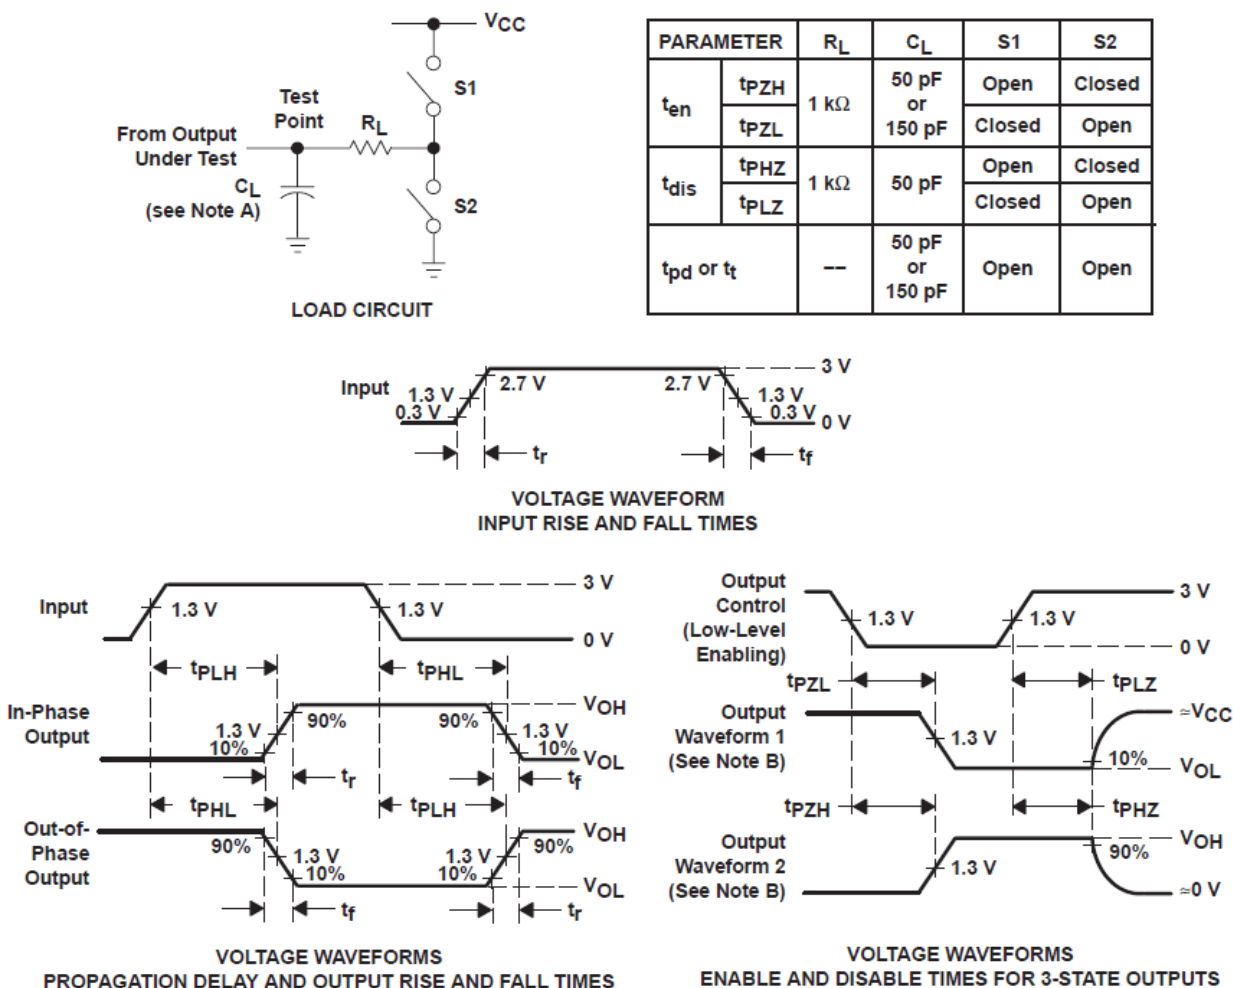 VCC
S1
Test
Point
RL
From Output
Under Test
CL
(see Note A)
S2
LOAD CIRCUIT
PARAMETER RL CL S1 S2
ten tPZH 1 kΩ 50 pF or 150 pF Open Closed
tPZL Closed Open
tdis tPHZ 1 kΩ 50 pF Open Closed
tPLZ Closed Open
tpd or tt −− 50 pF or 150 pF Open Open
Input
1.3 V
0.3 V
2.7 V
2.7 V
3 V
1.3 V
0.3 V
0 V
tr
tf
VOLTAGE WAVEFORM
INPUT RISE AND FALL TIMES
Input
1.3 V
1.3 V
3 V
0 V
tPLH
tPHL
In-Phase
Output
1.3 V
10%
90%
90%
1.3 V
10%
VOH
VOL
tr
tf
tPHL
tPLH
Out-of-
Phase
Output
90%
1.3 V
10%
1.3 V
10%
90%
VOH
VOL
tf
tr
VOLTAGE WAVEFORMS
PROPAGATION DELAY AND OUTPUT RISE AND FALL TIMES
Output
Control
(Low-Level
Enabling)
1.3 V
1.3 V
3 V
0 V
tPZL
tPLZ
Output
Waveform 1
(See Note B)
1.3 V
10%
≈VCC
VOL
tPZH
tPHZ
Output
Waveform 2
(See Note B)
1.3 V
90%
VOH
≈0 V
VOLTAGE WAVEFORMS
ENABLE AND DISABLE TIMES FOR 3-STATE OUTPUTS